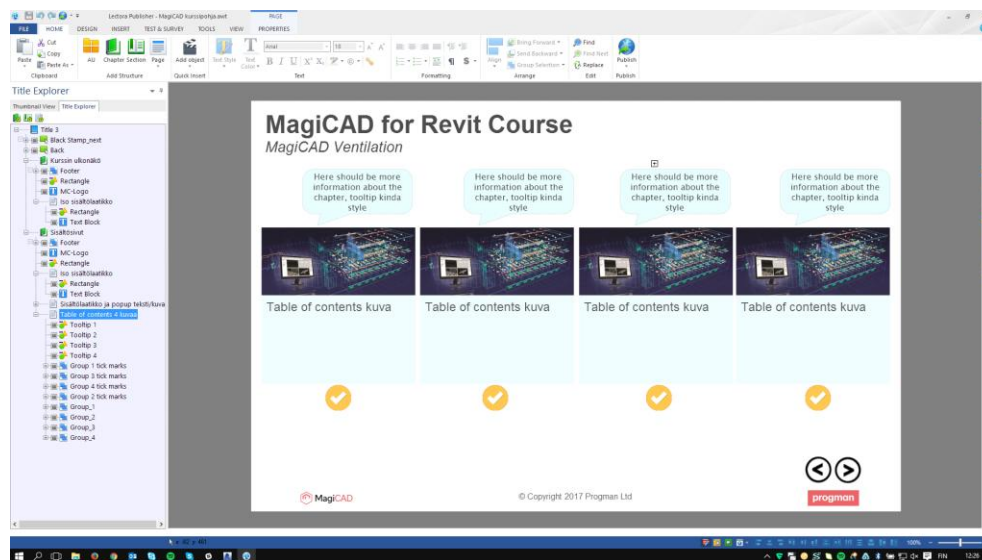 Lectora Publisher - MagiCAD kurssipohja.awt
PAGE
FILE HOME DESIGN INSERT TEST & SURVEY TOOLS VIEW PROPERTIES
Paste
Cut
Copy
Paste As
Clipboard
AU Chapter Section Page
Add Structure
Add object
Quick Insert
Text Style
Text Color
Arial
18
B I U X' X,
Text
Formatting
Align
Bring Forward
Send Backward
Group Selection
Arrange
Find
Find Next
Replace
Edit
Publish
Publish
Title Explorer
Thumbnail View Title Explorer
Title 3
Black Stamp_next
Back
Kurssin ulkonäkö
Footer
Rectangle
MC-Logo
Iso sisältölaatikko
Rectangle
Text Block
Sisältösivut
Footer
MC-Logo
Rectangle
Iso sisältölaatikko
Rectangle
Text Block
Sisältölaatikko ja popup teksti/kuva
Table of contents 4 kuvaa
Tooltip 1
Tooltip 2
Tooltip 3
Tooltip 4
Group 1 tick marks
Group 3 tick marks
Group 4 tick marks
Group 2 tick marks
Group_1
Group_2
Group_3
Group_4
MagiCAD for Revit Course
MagiCAD Ventilation
Here should be more
information about the
chapter, tooltip kinda
style
Here should be more
information about the
chapter, tooltip kinda
style
Here should be more
information about the
chapter, tooltip kinda
style
Here should be more
information about the
chapter, tooltip kinda
style
Table of contents kuva
Table of contents kuva
Table of contents kuva
Table of contents kuva
MagiCAD
© Copyright 2017 Progman Ltd
progman
100%
FIN
12:26